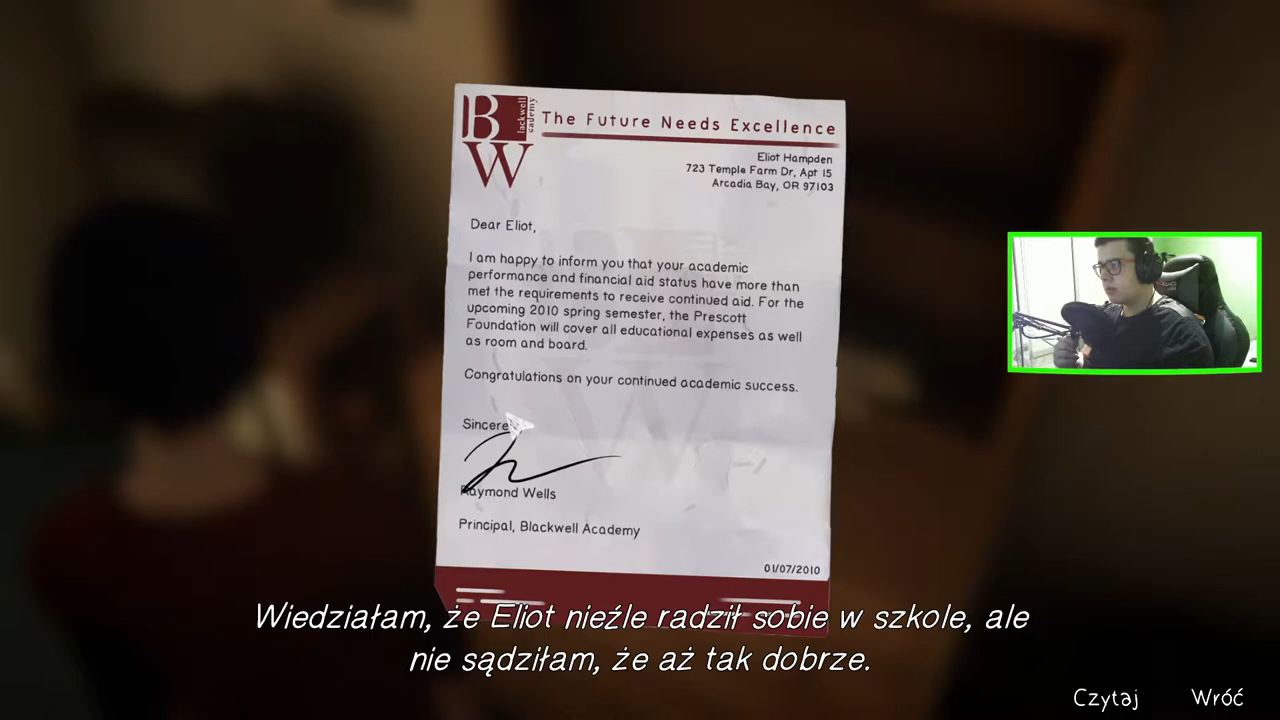 B
lackwell
cademy
W
The Future Needs Excellence
Eliot Hampden
723 Temple Farm Dr, Apt 15
Arcadia Bay, OR 97103
Dear Eliot,
I am happy to inform you that your academic
performance and financial aid status have more than
met the requirements to receive continued aid. For the
upcoming 2010 spring semester, the Prescott
Foundation will cover all educational expenses as well
as room and board.
Congratulations on your continued academic success.
Raymond Wells
Principal, Blackwell Academy
01/07/2010
Wiedziałam, że Eliot nieźle radził sobie w szkole, ale
nie sądziłam, że aż tak dobrze.
Czytaj Wróć